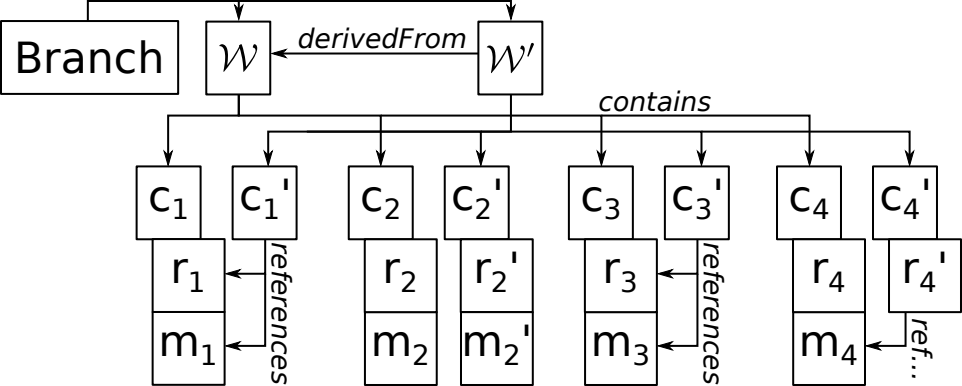 Branch
𝒲
derivedFrom
𝒲′
contains
c₁
c₁'
c₂
c₂'
c₃
c₃'
c₄
c₄'
r₁
references
r₂
r₂'
r₃
references
r₄
r₄'
m₁
m₂
m₂'
m₃
m₄
ref...